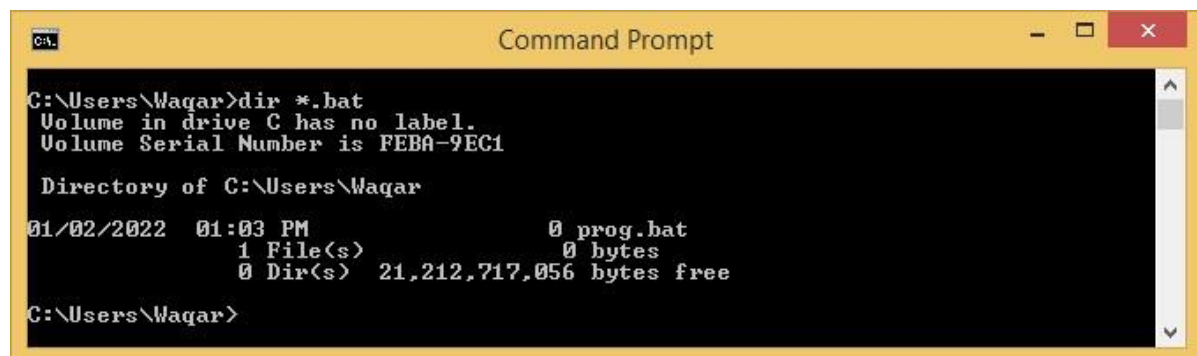 C:\.
Command Prompt
C:\Users\Waqar>dir *.bat
Volume in drive C has no label.
Volume Serial Number is FEBA-9EC1
Directory of C:\Users\Waqar
01/02/2022 01:03 PM 0 prog.bat
1 File(s) 0 bytes
0 Dir(s) 21,212,717,056 bytes free
C:\Users\Waqar>